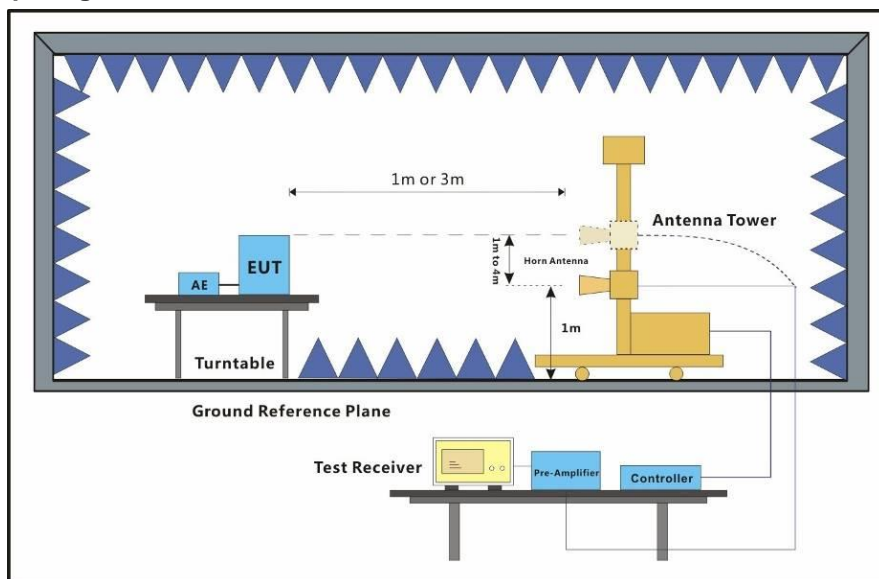 1m or 3m
Antenna Tower
1m to 4m
Horn Antenna
EUT
AE
1m
Turntable
Ground Reference Plane
Test Receiver
Pre-Amplifier
Controller